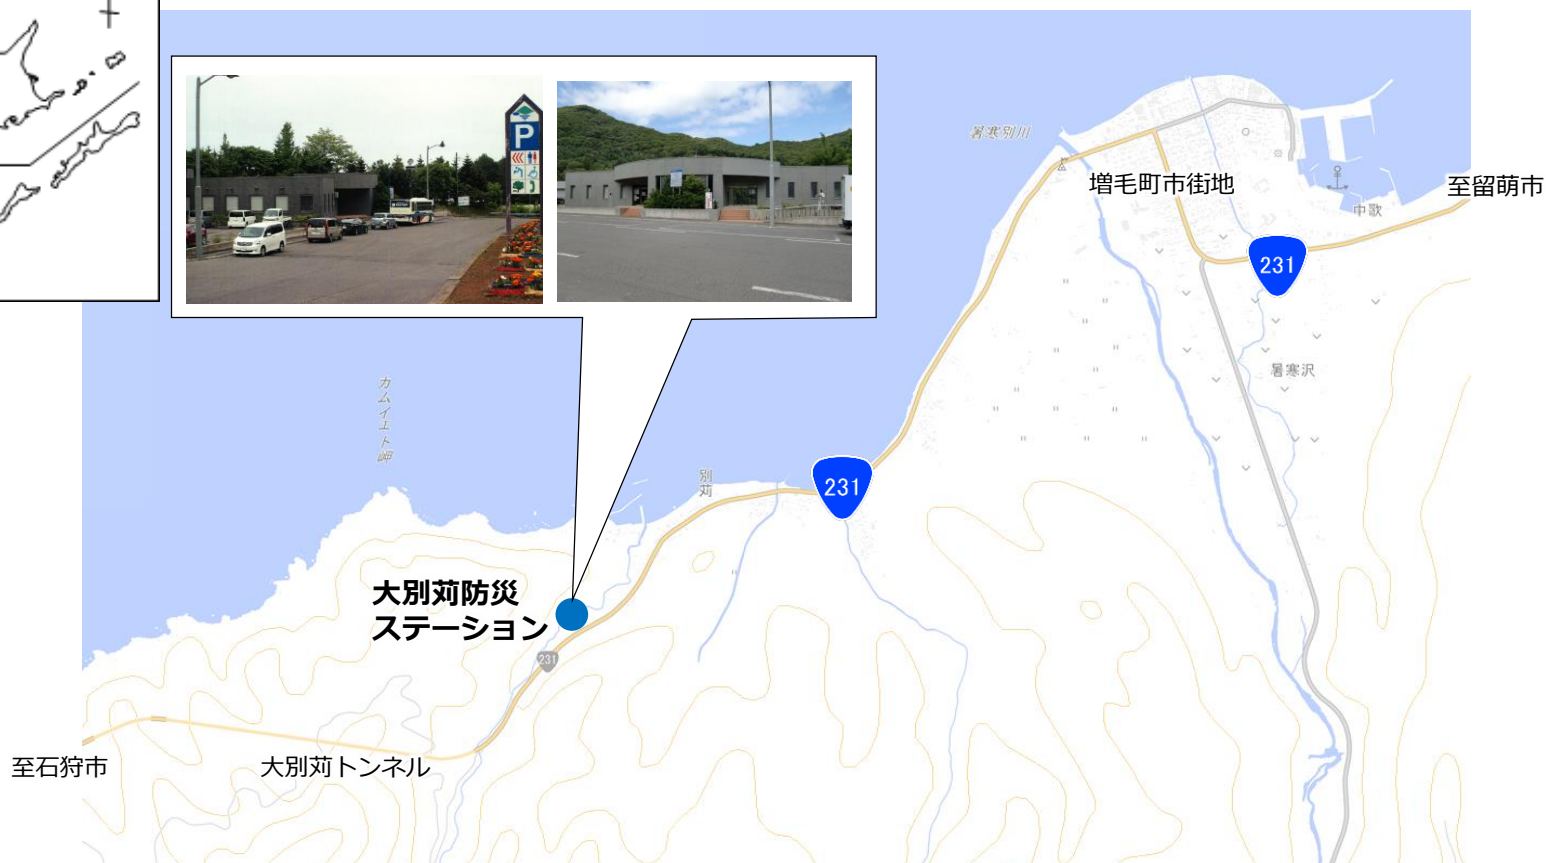 P
暑寒別川
増毛町市街地
至留萌市
中歌
231
暑寒沢
カムイエト岬
別苅
231
大別苅防災
ステーション
231
至石狩市
大別苅トンネル